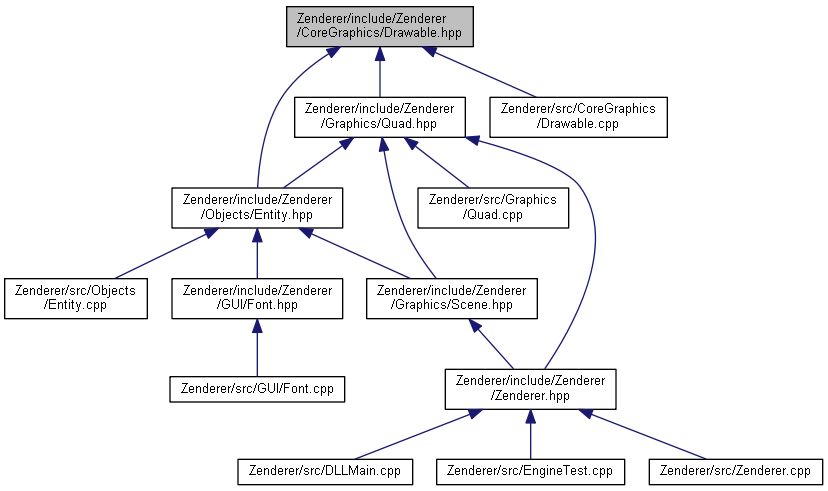 Zenderer/include/Zenderer
/CoreGraphics/Drawable.hpp
Zenderer/include/Zenderer
/Graphics/Quad.hpp
Zenderer/src/CoreGraphics
/Drawable.cpp
Zenderer/include/Zenderer
/Objects/Entity.hpp
Zenderer/src/Graphics
/Quad.cpp
Zenderer/src/Objects
/Entity.cpp
Zenderer/include/Zenderer
/GUI/Font.hpp
Zenderer/include/Zenderer
/Graphics/Scene.hpp
Zenderer/src/GUI/Font.cpp
Zenderer/include/Zenderer
/Zenderer.hpp
Zenderer/src/DLLMain.cpp
Zenderer/src/EngineTest.cpp
Zenderer/src/Zenderer.cpp